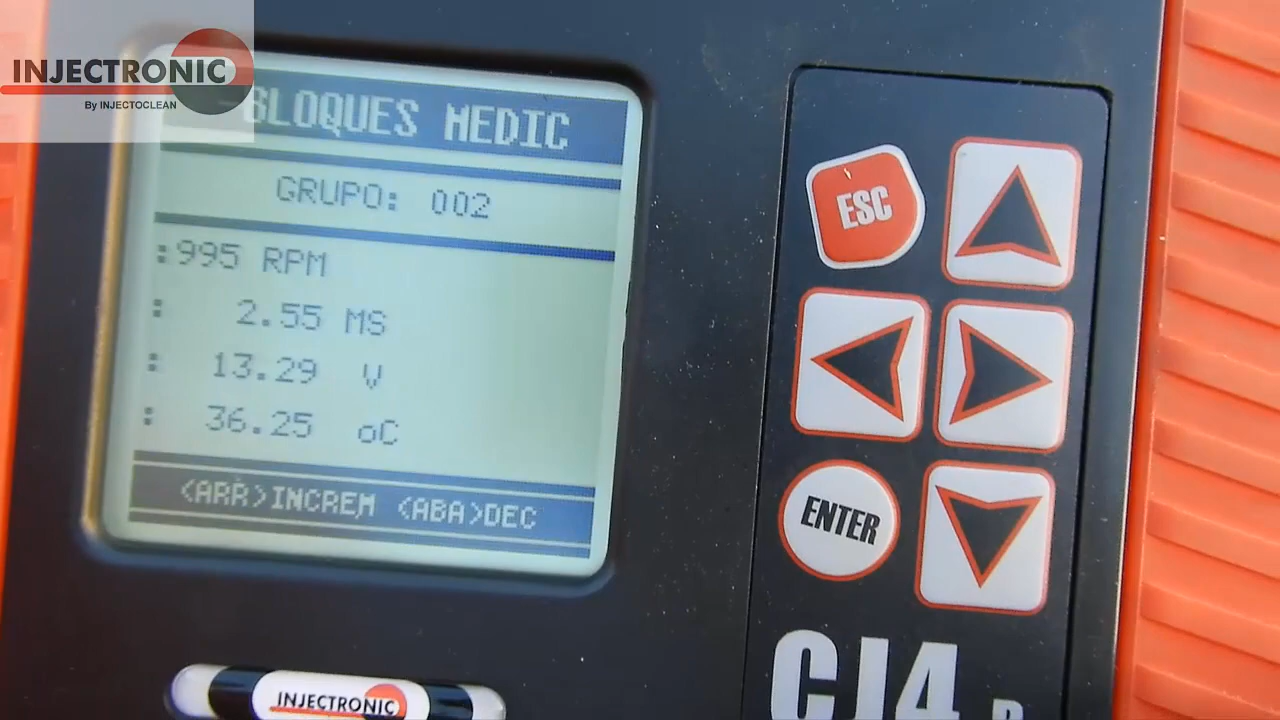 INJECTRONIC
By INJECTOCLEAN
BLOQUES MEDIC
GRUPO: 002
:995 RPM
: 2.55 MS
: 13.29 V
: 36.25 oC
<ARR>INCREM <ABA>DEC
ESC
ENTER
CJ4
INJECTRONIC